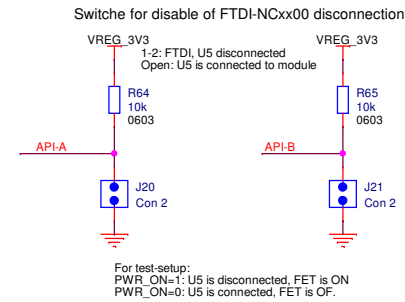 Switche for disable of FTDI-NCxx00 disconnection
VREG_3V3
1-2: FTDI, U5 disconnected
Open: U5 is connected to module
VREG_3V3
R64
10k
0603
R65
10k
0603
API-A
API-B
J20
Con 2
J21
Con 2
For test-setup:
PWR_ON=1: U5 is disconnected, FET is ON
PWR_ON=0: U5 is connected, FET is OF.